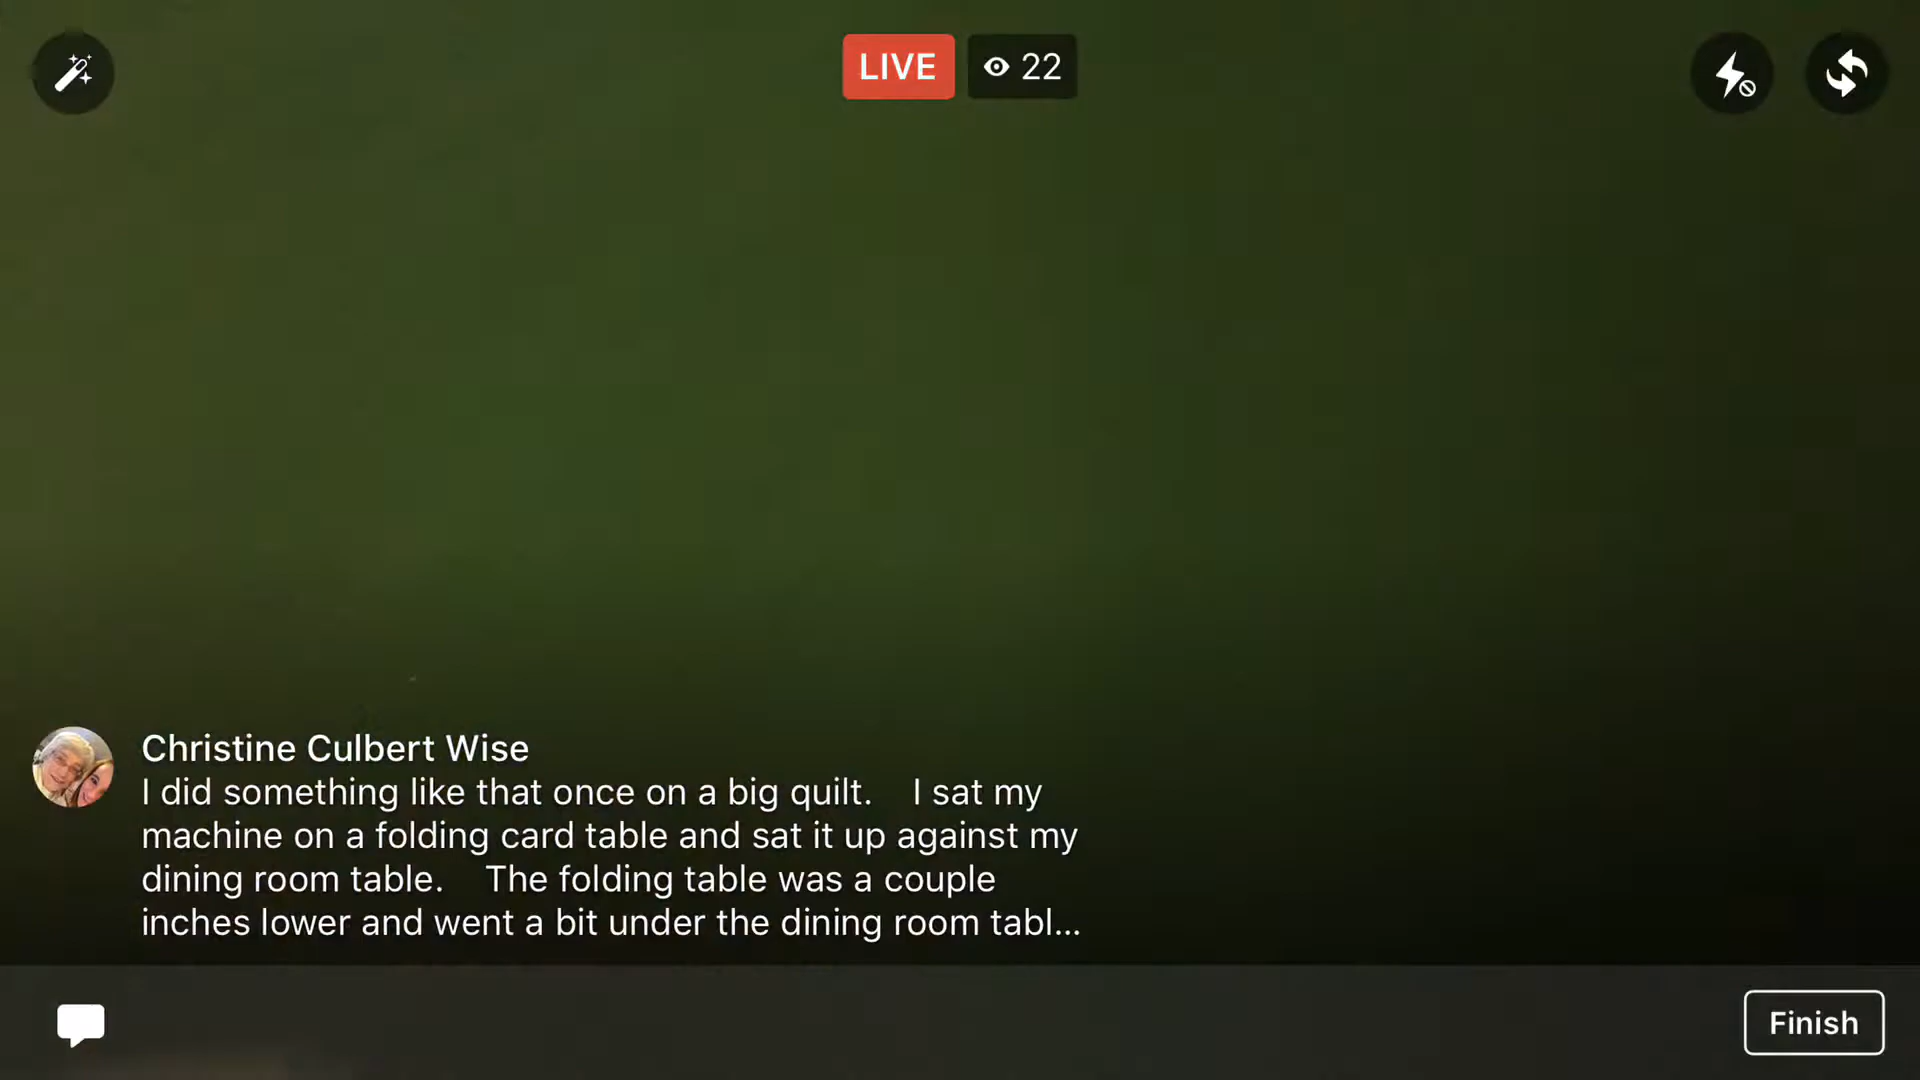 LIVE 22
Christine Culbert Wise
I did something like that once on a big quilt. I sat my
machine on a folding card table and sat it up against my
dining room table. The folding table was a couple
inches lower and went a bit under the dining room tabl...
Finish